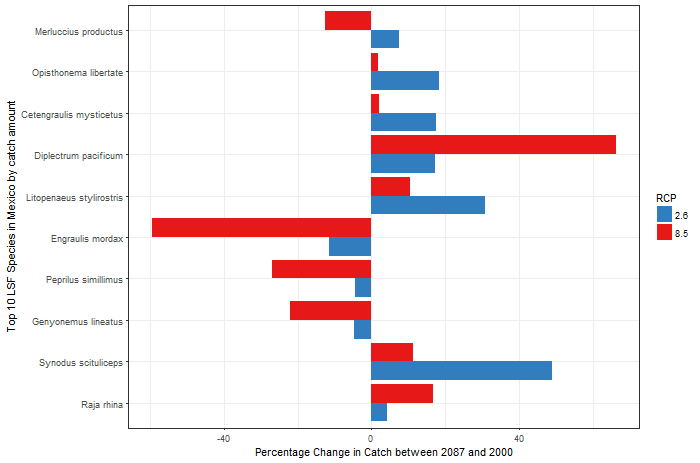 Top 10 LSF Species in Mexico by catch amount
Merluccius productus
Opisthonema libertate
Cetengraulis mysticetus
Diplectrum pacificum
Litopenaeus stylirostris
Engraulis mordax
Peprilus simillimus
Genyonemus lineatus
Synodus scituliceps
Raja rhina
-40 0 40
Percentage Change in Catch between 2087 and 2000
RCP
2.6
8.5